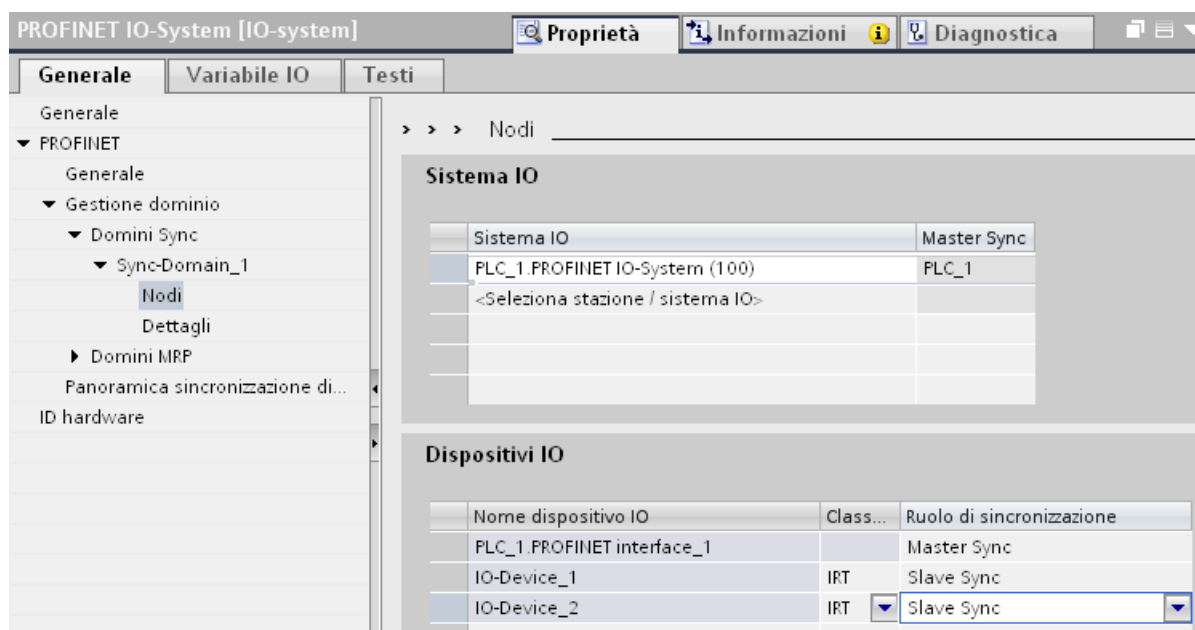 PROFINET IO-System [IO-system]
Proprietà
Informazioni
Diagnostica
Generale
Variabile IO
Testi
Generale
PROFINET
Generale
Gestione dominio
Domini Sync
Sync-Domain_1
Nodi
Dettagli
Domini MRP
Panoramica sincronizzazione di...
ID hardware
> > > Nodi
Sistema IO
Sistema IO Master Sync
PLC_1.PROFINET IO-System (100) PLC_1
<Seleziona stazione / sistema IO>
Dispositivi IO
Nome dispositivo IO Class... Ruolo di sincronizzazione
PLC_1.PROFINET interface_1 Master Sync
IO-Device_1 IRT Slave Sync
IO-Device_2 IRT Slave Sync